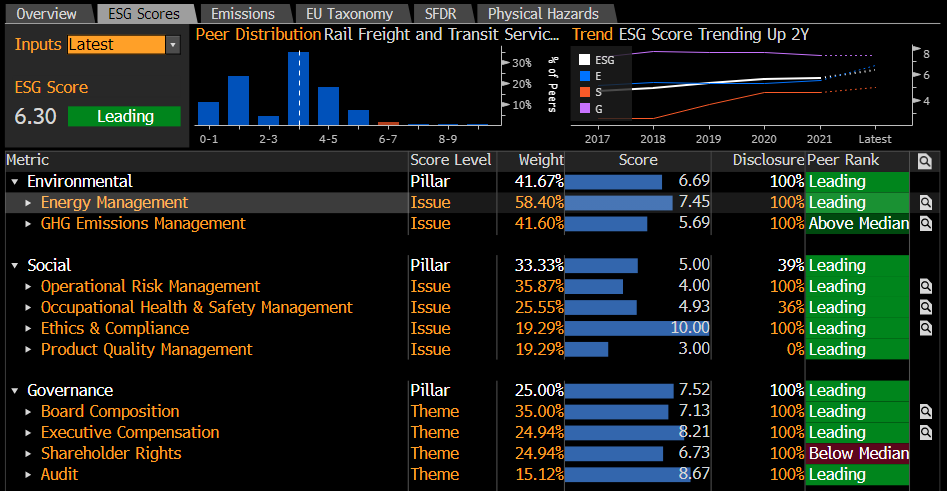 Overview ESG Scores Emissions EU Taxonomy SFDR Physical Hazards
Inputs Latest
ESG Score
6.30 Leading
Peer Distribution Rail Freight and Transit Servic...
30%
20%
10%
% of Peers
0-1 2-3 4-5 6-7 8-9
Trend ESG Score Trending Up 2Y
ESG
E
S
G
8
6
4
2017 2018 2019 2020 2021 Latest
Metric Score Level Weight Score Disclosure Peer Rank
Environmental Pillar 41.67% 6.69 100% Leading
Energy Management Issue 58.40% 7.45 100% Leading
GHG Emissions Management Issue 41.60% 5.69 100% Above Median
Social Pillar 33.33% 5.00 39% Leading
Operational Risk Management Issue 35.87% 4.00 100% Leading
Occupational Health & Safety Management Issue 25.55% 4.93 36% Leading
Ethics & Compliance Issue 19.29% 10.00 100% Leading
Product Quality Management Issue 19.29% 3.00 0% Leading
Governance Pillar 25.00% 7.52 100% Leading
Board Composition Theme 35.00% 7.13 100% Leading
Executive Compensation Theme 24.94% 8.21 100% Leading
Shareholder Rights Theme 24.94% 6.73 100% Below Median
Audit Theme 15.12% 8.67 100% Leading